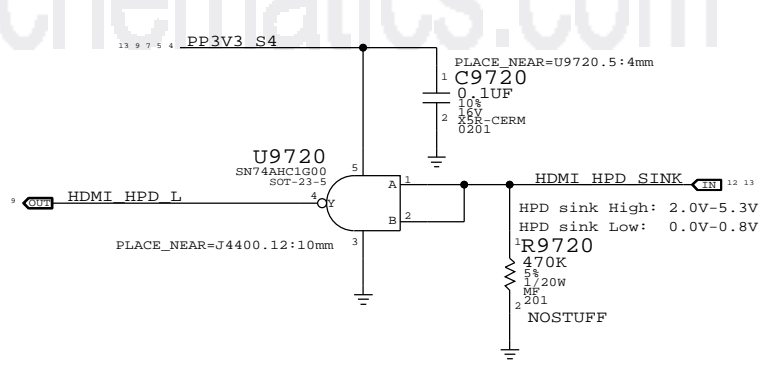 chematics.com
13 9 7 5 4 PP3V3_S4
PLACE_NEAR=U9720.5:4mm
1 C9720
0.1UF
10%
16V
2 X5R-CERM
0201
U9720
SN74AHC1G00
SOT-23-5
5
A 1
HDMI_HPD_SINK IN 12 13
9 OUT HDMI_HPD_L
4 Y
B 2
HPD sink High: 2.0V-5.3V
HPD sink Low: 0.0V-0.8V
PLACE_NEAR=J4400.12:10mm
3
1 R9720
470K
5%
1/20W
MF
2 201
NOSTUFF